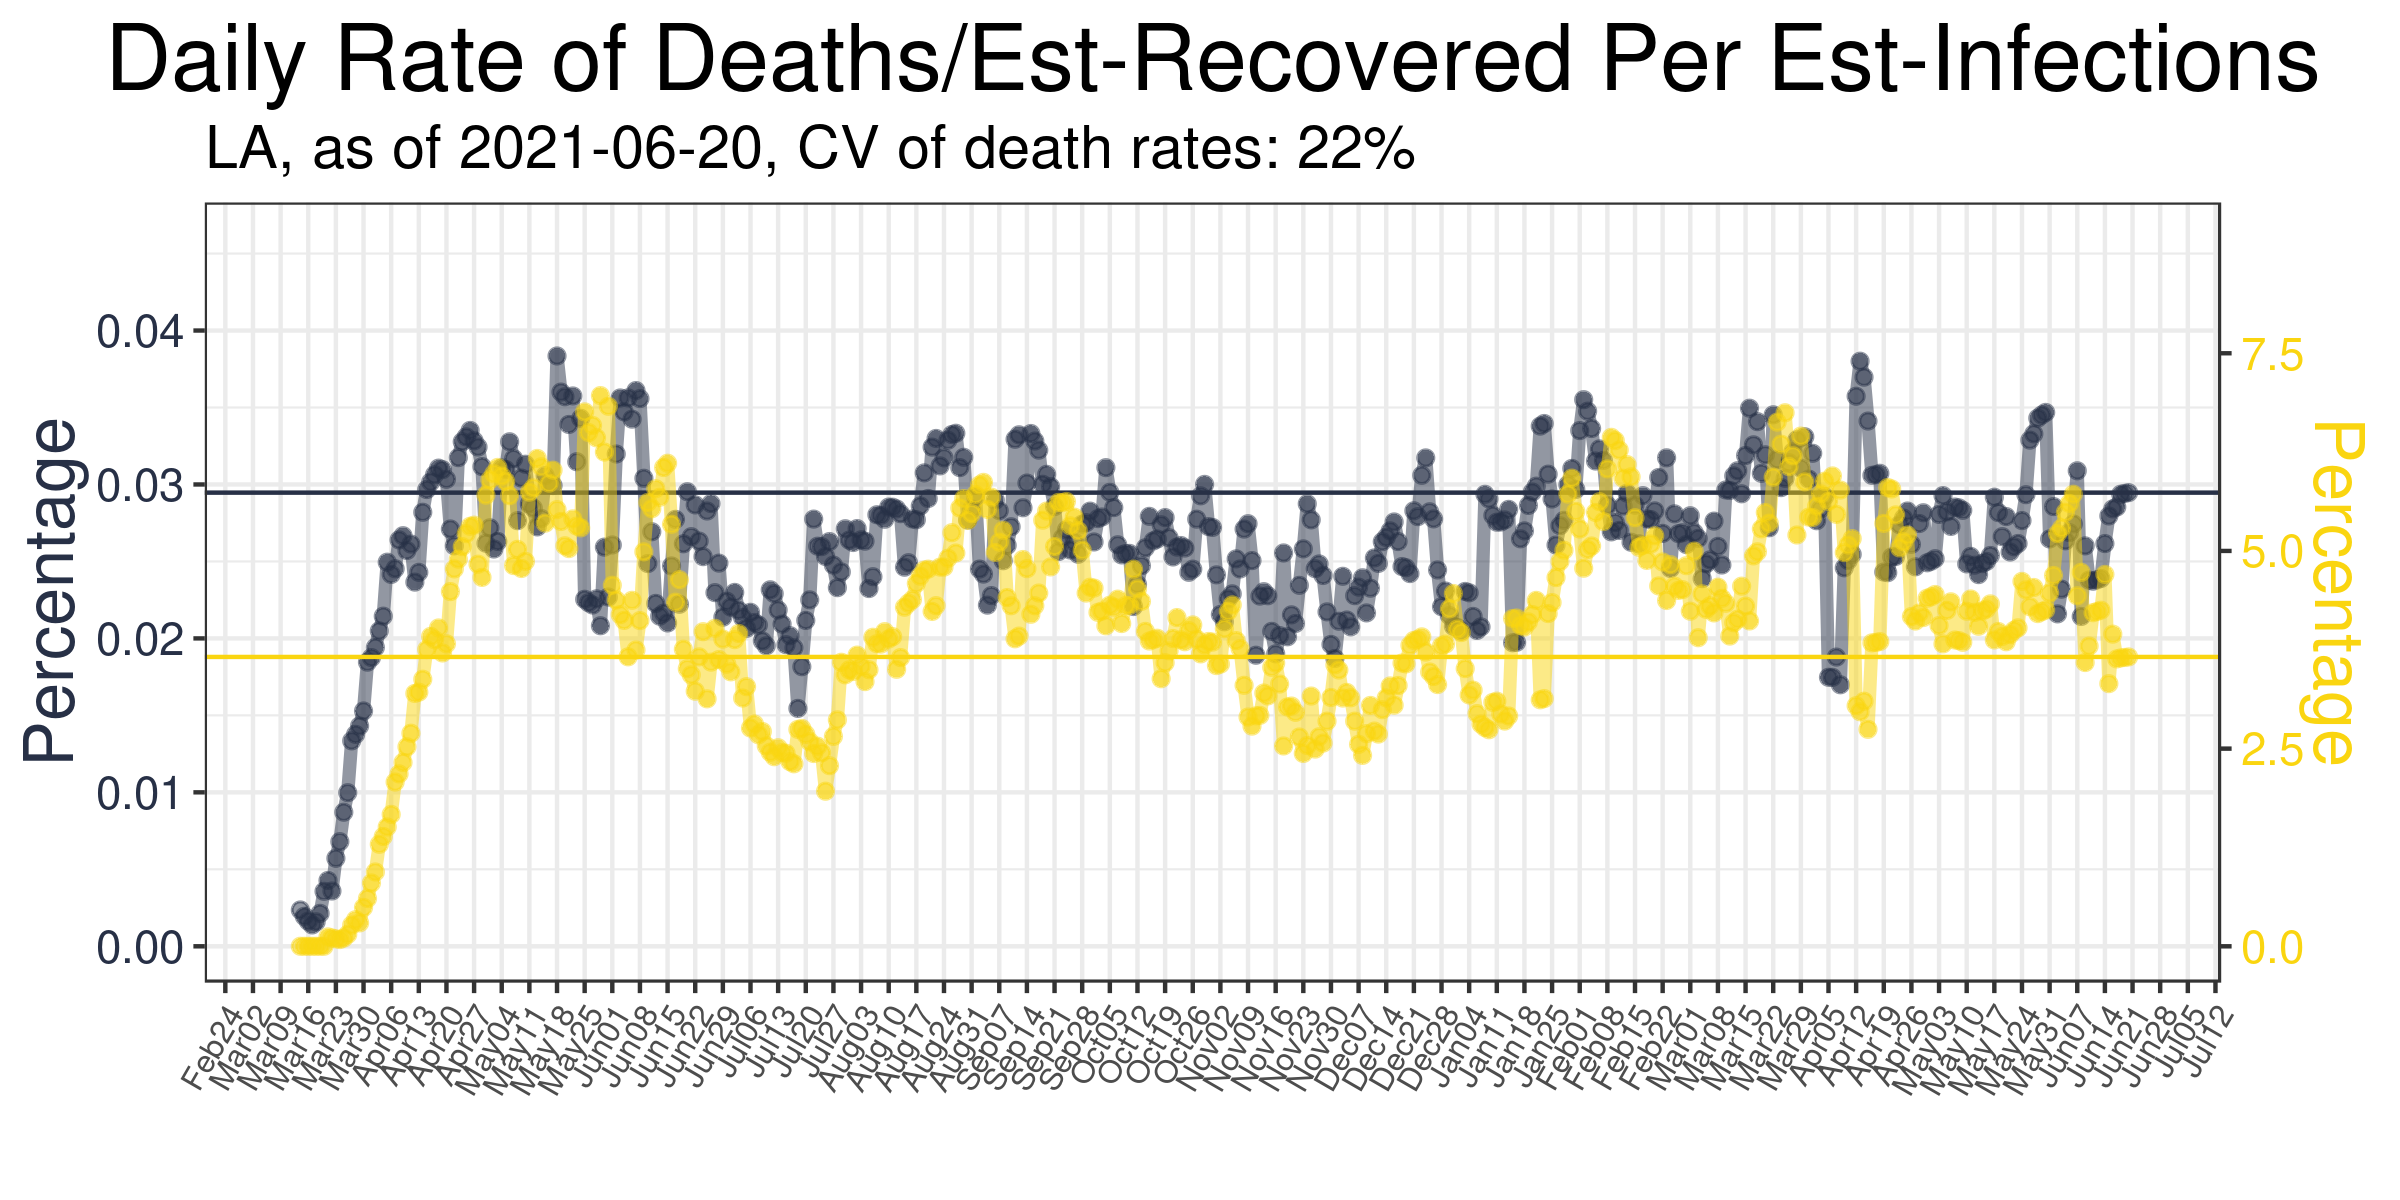 Daily Rate of Deaths/Est-Recovered Per Est-Infections
LA, as of 2021-06-20, CV of death rates: 22%
Percentage
0.04
0.03
0.02
0.01
0.00
7.5
5.0
2.5
0.0
Percentage
Feb24
Mar02
Mar09
Mar16
Mar23
Mar30
Apr06
Apr13
Apr20
Apr27
May04
May11
May18
May25
Jun01
Jun08
Jun15
Jun22
Jun29
Jul06
Jul13
Jul20
Jul27
Aug03
Aug10
Aug17
Aug24
Aug31
Sep07
Sep14
Sep21
Sep28
Oct05
Oct12
Oct19
Oct26
Nov02
Nov09
Nov16
Nov23
Nov30
Dec07
Dec14
Dec21
Dec28
Jan04
Jan11
Jan18
Jan25
Feb01
Feb08
Feb15
Feb22
Mar01
Mar08
Mar15
Mar22
Mar29
Apr05
Apr12
Apr19
Apr26
May03
May10
May17
May24
May31
Jun07
Jun14
Jun21
Jun28
Jul05
Jul12